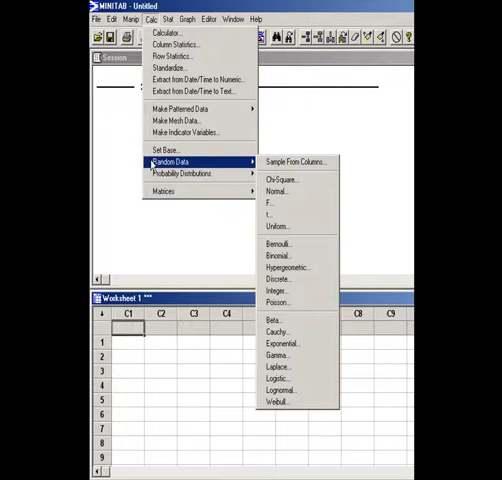 MINITAB - Untitled
File Edit Manip Calc Stat Graph Editor Window Help
Session
Calculator...
Column Statistics...
Row Statistics...
Standardize...
Extract from Date/Time to Numeric...
Extract from Date/Time to Text...
Make Patterned Data
Make Mesh Data...
Make Indicator Variables...
Set Base...
Random Data
Probability Distributions
Matrices
Sample From Columns...
Chi-Square...
Normal...
F...
t...
Uniform...
Bernoulli...
Binomial...
Hypergeometric...
Discrete...
Integer...
Poisson...
Beta...
Cauchy...
Exponential...
Gamma...
Laplace...
Logistic...
Lognormal...
Weibull...
Worksheet 1 ***
C1 C2 C3 C4 C8 C9
1
2
3
4
5
6
7
8
9